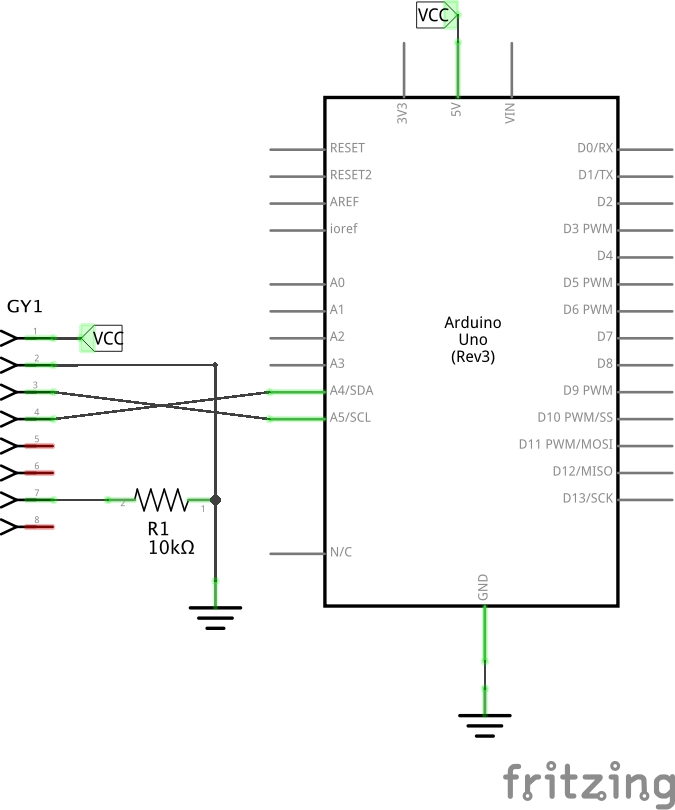 VCC
3V3
5V
VIN
RESET
D0/RX
RESET2
D1/TX
AREF
D2
ioref
D3 PWM
D4
A0
D5 PWM
GY1
A1
D6 PWM
1
VCC
A2
Arduino
Uno
(Rev3)
D7
2
A3
D8
3
A4/SDA
D9 PWM
4
A5/SCL
D10 PWM/SS
5
D11 PWM/MOSI
6
D12/MISO
7
2
1
D13/SCK
8
R1
10kΩ
N/C
GND
fritzing